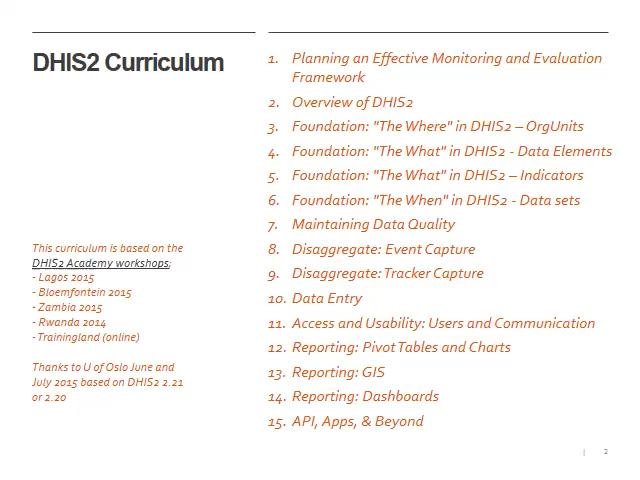 DHIS2 Curriculum
This curriculum is based on the
DHIS2 Academy workshops;
- Lagos 2015
- Bloemfontein 2015
- Zambia 2015
- Rwanda 2014
- Trainingland (online)
Thanks to U of Oslo June and
July 2015 based on DHIS2 2.21
or 2.20
1. Planning an Effective Monitoring and Evaluation
Framework
2. Overview of DHIS2
3. Foundation: "The Where" in DHIS2 – OrgUnits
4. Foundation: "The What" in DHIS2 - Data Elements
5. Foundation: "The What" in DHIS2 – Indicators
6. Foundation: "The When" in DHIS2 - Data sets
7. Maintaining Data Quality
8. Disaggregate: Event Capture
9. Disaggregate: Tracker Capture
10. Data Entry
11. Access and Usability: Users and Communication
12. Reporting: Pivot Tables and Charts
13. Reporting: GIS
14. Reporting: Dashboards
15. API, Apps, & Beyond
| 2